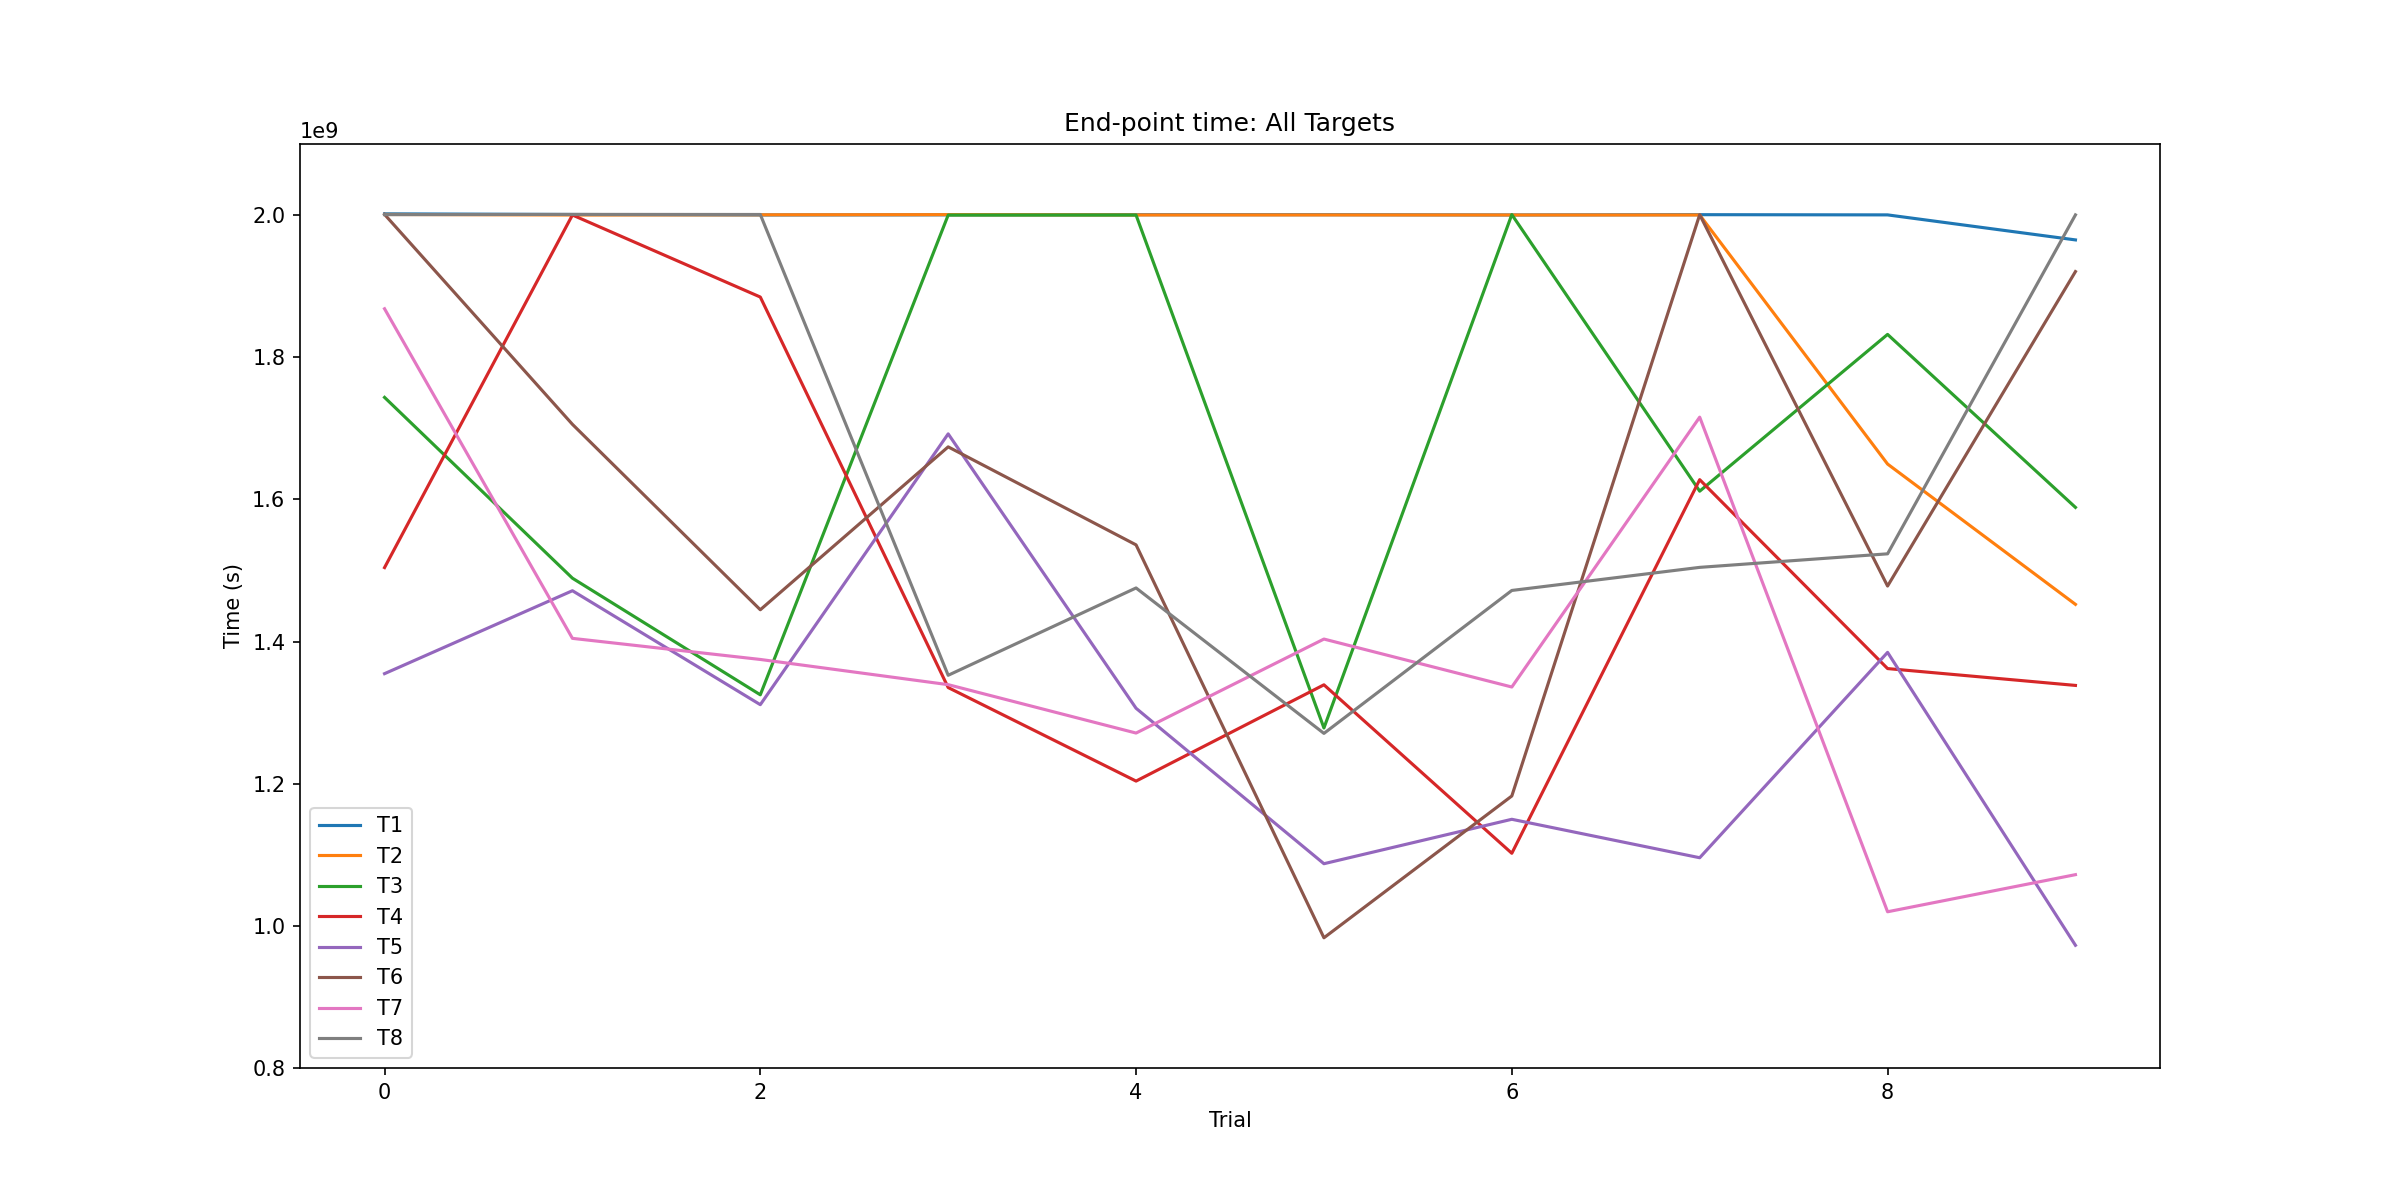 End-point time: All Targets
1e9
2.0
1.8
1.6
1.4
1.2
1.0
0.8
Time (s)
T1
T2
T3
T4
T5
T6
T7
T8
0 2 4 6 8
Trial